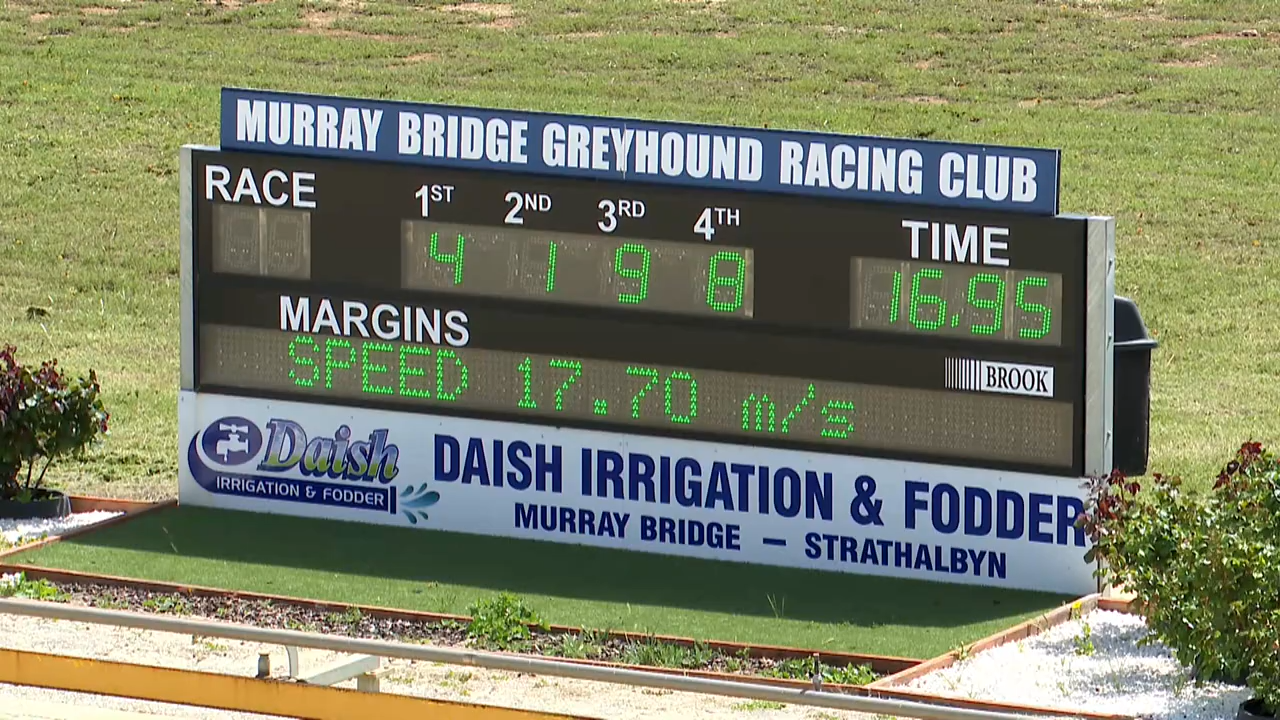 MURRAY BRIDGE GREYHOUND RACING CLUB
RACE 1ST 2ND 3RD 4TH TIME
4 1 9 8 16.95
MARGINS
SPEED 17.70 m/s
BROOK
Daish
IRRIGATION & FODDER
DAISH IRRIGATION & FODDER
MURRAY BRIDGE – STRATHALBYN